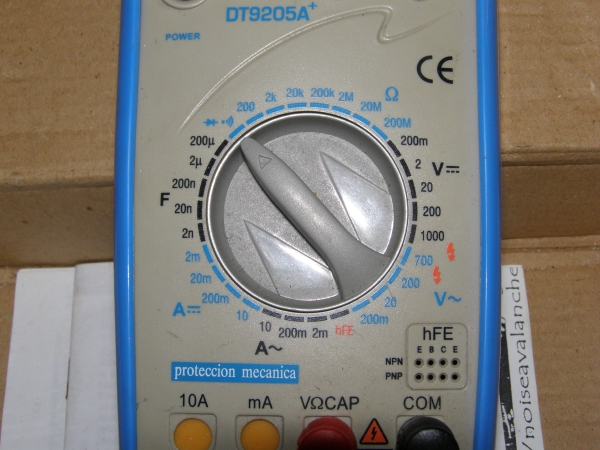 DT9205A+
POWER
CE
Ω
200 2k 20k 200k 2M 20M 200M
200m 2 20 200 1000
V⎓
700 200 20 200m
V~
hFE
2m 200m 10
A~
10 200m 20m 2m
A⎓
2n 20n 200n 2µ 200µ
F
hFE
E B C E
NPN
PNP
proteccion mecanica
10A mA VΩCAP COM
/noiseavalanche